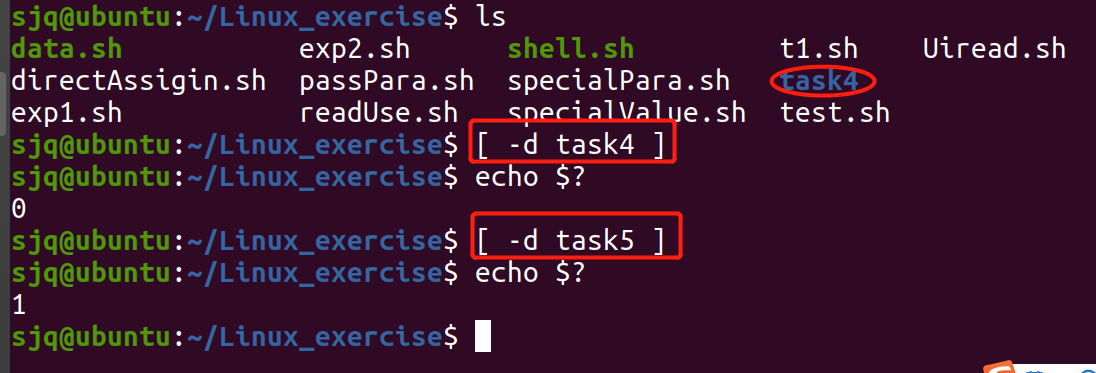 sjq@ubuntu:~/Linux_exercise$ ls
data.sh exp2.sh shell.sh t1.sh Uiread.sh
directAssigin.sh passPara.sh specialPara.sh task4
exp1.sh readUse.sh specialValue.sh test.sh
sjq@ubuntu:~/Linux_exercise$ [ -d task4 ]
sjq@ubuntu:~/Linux_exercise$ echo $?
0
sjq@ubuntu:~/Linux_exercise$ [ -d task5 ]
sjq@ubuntu:~/Linux_exercise$ echo $?
1
sjq@ubuntu:~/Linux_exercise$